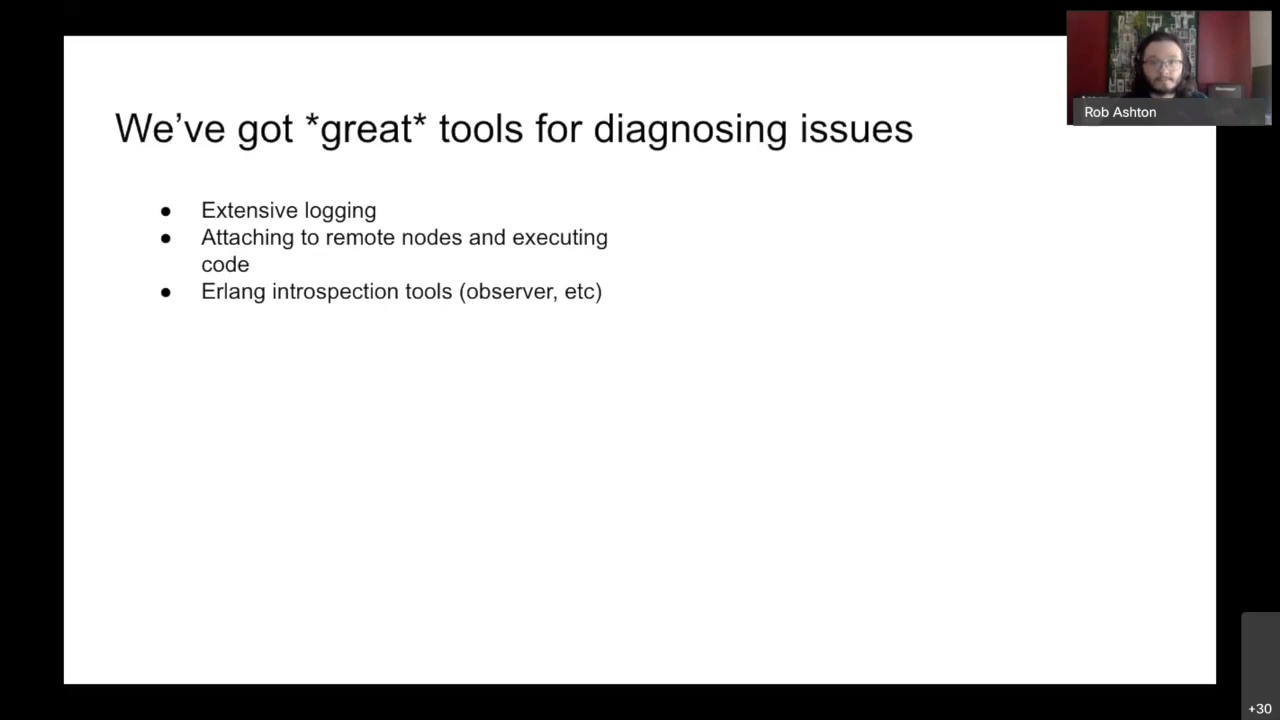 We’ve got *great* tools for diagnosing issues
● Extensive logging
● Attaching to remote nodes and executing
code
● Erlang introspection tools (observer, etc)
Rob Ashton
+30